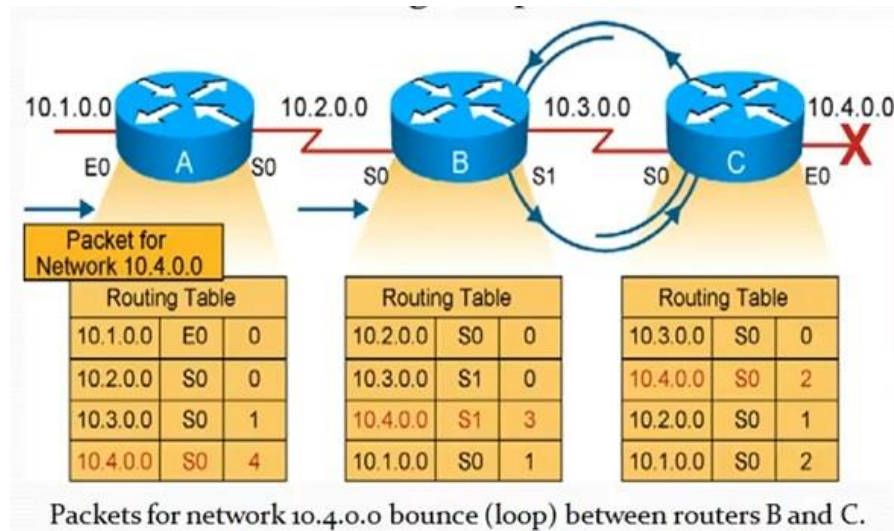 10.1.0.0 10.2.0.0 10.3.0.0 10.4.0.0
A B C
E0 S0 S0 S1 S0 E0
X
Packet for
Network 10.4.0.0
Routing Table
10.1.0.0 E0 0
10.2.0.0 S0 0
10.3.0.0 S0 1
10.4.0.0 S0 4
Routing Table
10.2.0.0 S0 0
10.3.0.0 S1 0
10.4.0.0 S1 3
10.1.0.0 S0 1
Routing Table
10.3.0.0 S0 0
10.4.0.0 S0 2
10.2.0.0 S0 1
10.1.0.0 S0 2
Packets for network 10.4.0.0 bounce (loop) between routers B and C.